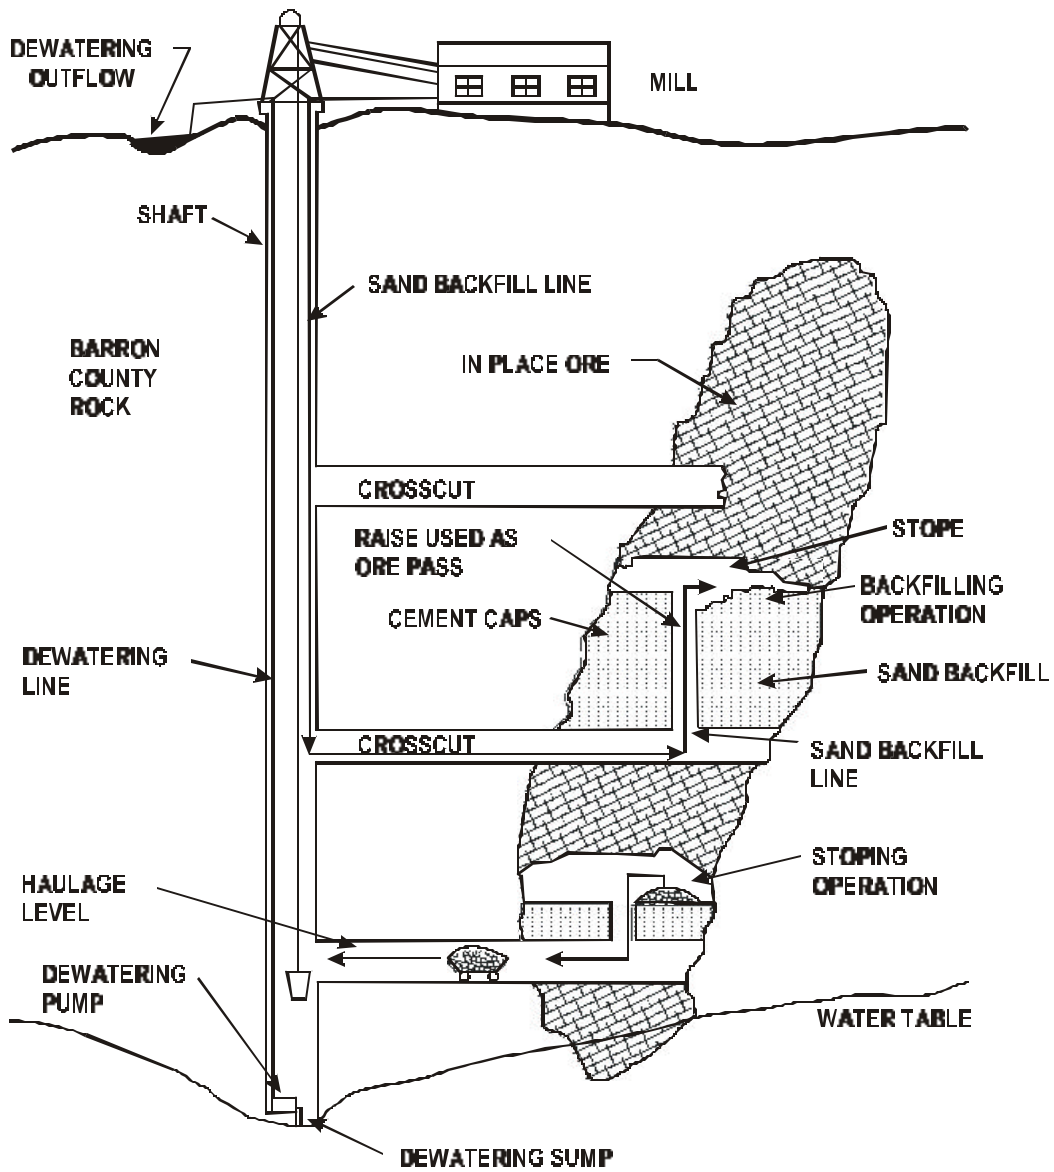 DEWATERING
OUTFLOW
MILL
SHAFT
SAND BACKFILL LINE
BARRON
COUNTY
ROCK
IN PLACE ORE
CROSSCUT
RAISE USED AS
ORE PASS
STOPE
BACKFILLING
OPERATION
CEMENT CAPS
DEWATERING
LINE
SAND BACKFILL
CROSSCUT
SAND BACKFILL
LINE
STOPING
OPERATION
HAULAGE
LEVEL
DEWATERING
PUMP
WATER TABLE
DEWATERING SUMP